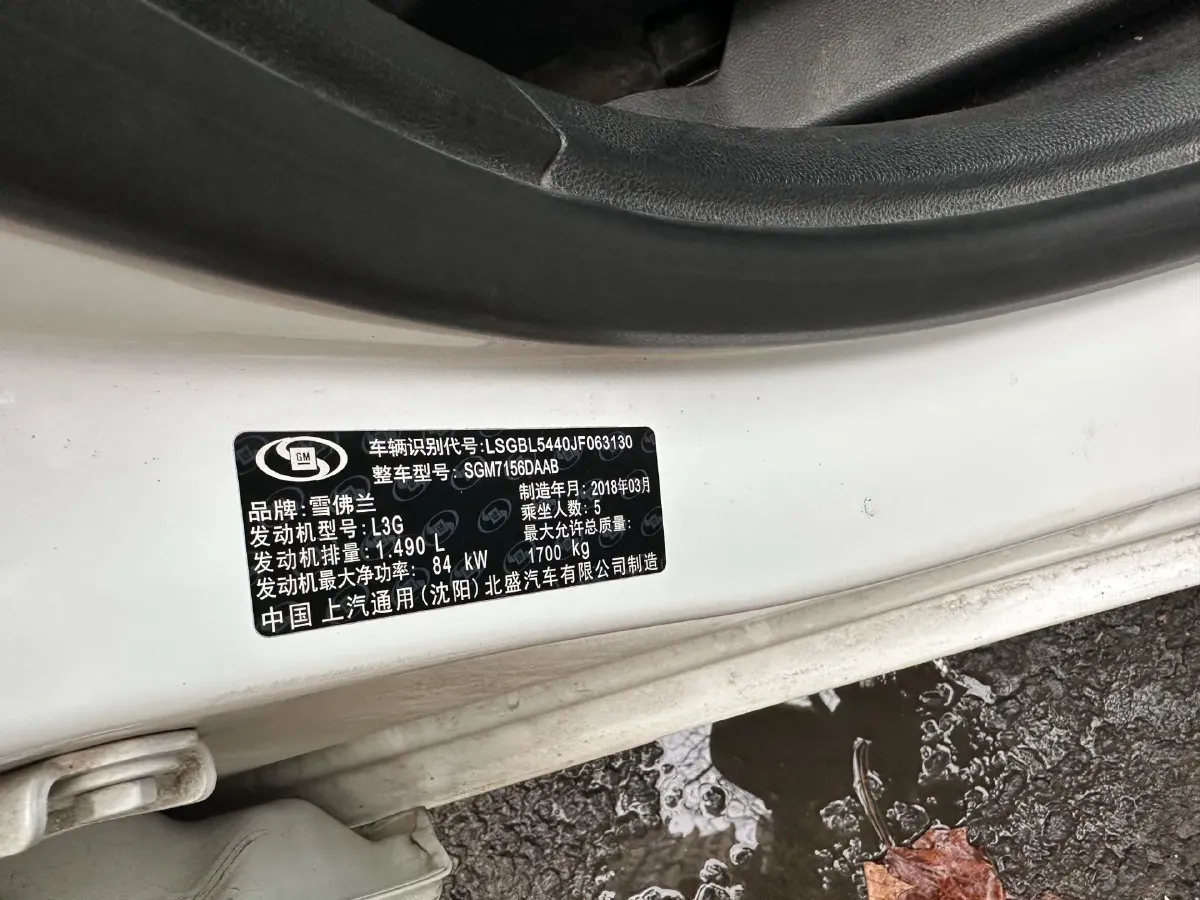 GM
车辆识别代号:LSGBL5440JF063130
整车型号: SGM7156DAAB
品牌:雪佛兰
制造年月:2018年03月
发动机型号:L3G
乘坐人数:5
发动机排量:1.490 L
最大允许总质量:
发动机最大净功率: 84 kW
1700 kg
中国 上汽通用(沈阳)北盛汽车有限公司制造